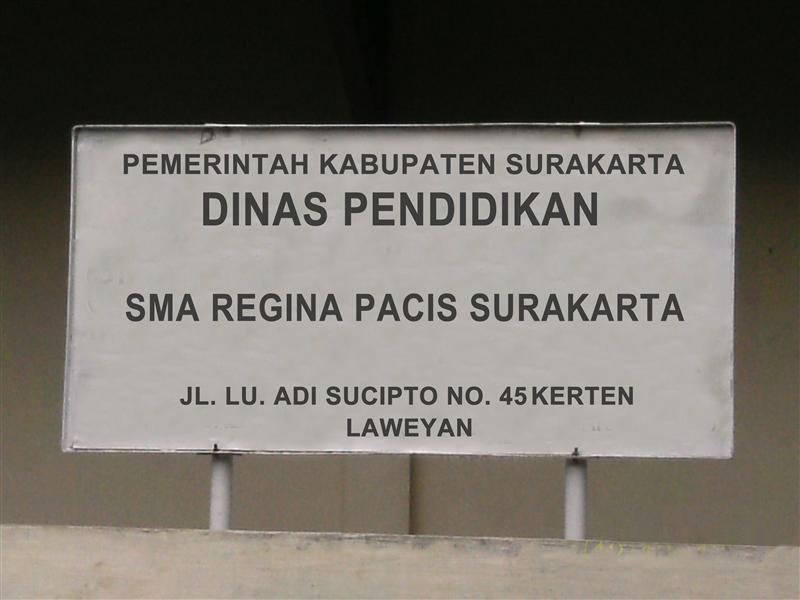 PEMERINTAH KABUPATEN SURAKARTA
DINAS PENDIDIKAN
SMA REGINA PACIS SURAKARTA
JL. LU. ADI SUCIPTO NO. 45 KERTEN
LAWEYAN